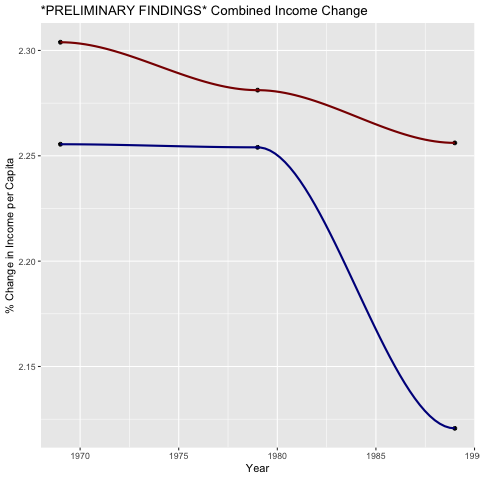 *PRELIMINARY FINDINGS* Combined Income Change
2.30
2.25
2.20
2.15
% Change in Income per Capita
1970 1975 1980 1985 199
Year